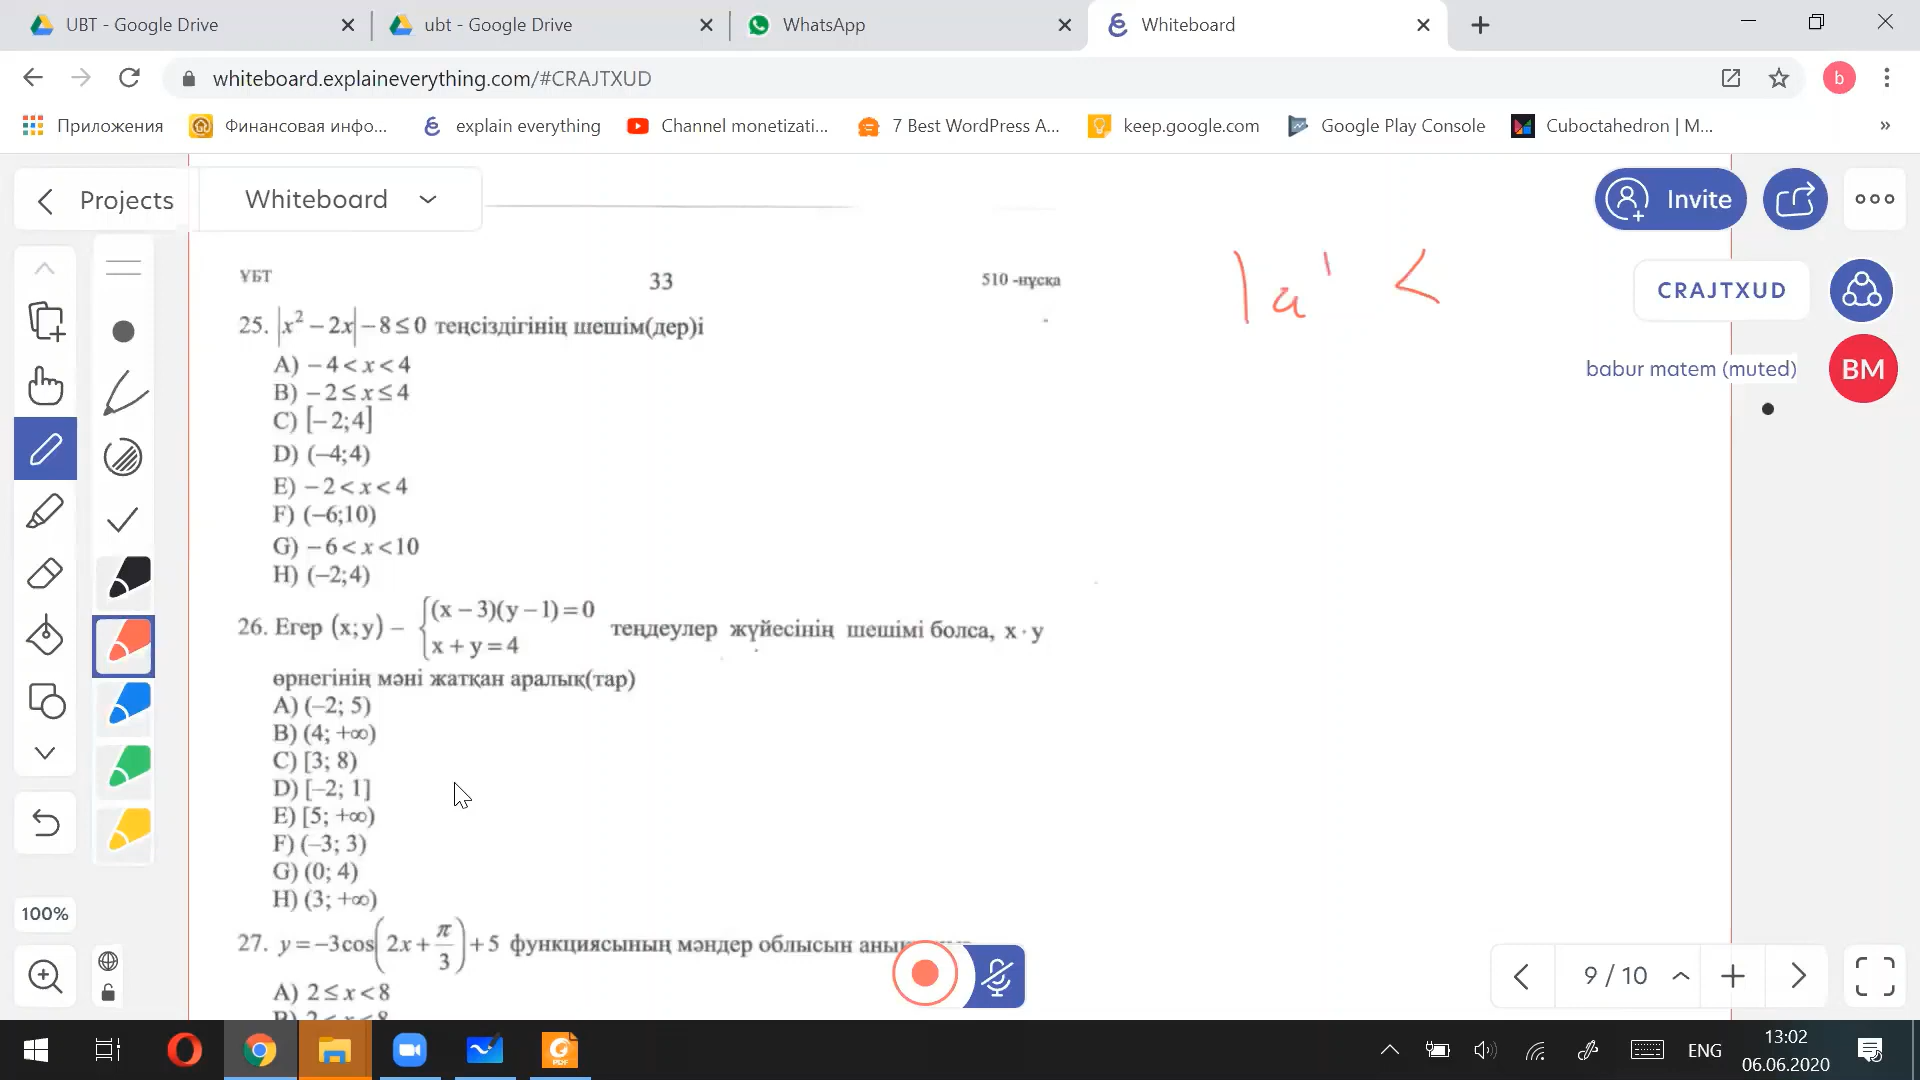 UBT - Google Drive
ubt - Google Drive
WhatsApp
Whiteboard
whiteboard.explaineverything.com/#CRAJTXUD
b
Приложения
Финансовая инфо...
explain everything
Channel monetizati...
7 Best WordPress A...
keep.google.com
Google Play Console
Cuboctahedron | M...
»
Projects
Whiteboard
Invite
CRAJTXUD
babur matem (muted)
BM
|a| <
ҰБТ 33 510 -нұсқа
25. |x² − 2x| − 8 ≤ 0 теңсіздігінің шешім(дер)і
A) − 4 < x < 4
B) − 2 ≤ x ≤ 4
C) [− 2;4]
D) (−4;4)
E) − 2 < x < 4
F) (−6;10)
G) − 6 < x < 10
H) (−2;4)
26. Егер (x; y) − {(x − 3)(y − 1) = 0
x + y = 4 теңдеулер жүйесінің шешімі болса, x · y
өрнегінің мәні жатқан аралық(тар)
A) (−2; 5)
B) (4; +∞)
C) [3; 8)
D) [−2; 1]
E) [5; +∞)
F) (−3; 3)
G) (0; 4)
H) (3; +∞)
27. y = −3cos(2x + π/3) + 5 функциясының мәндер облысын
A) 2 ≤ x < 8
100%
9 / 10
PDF
ENG
13:02
06.06.2020